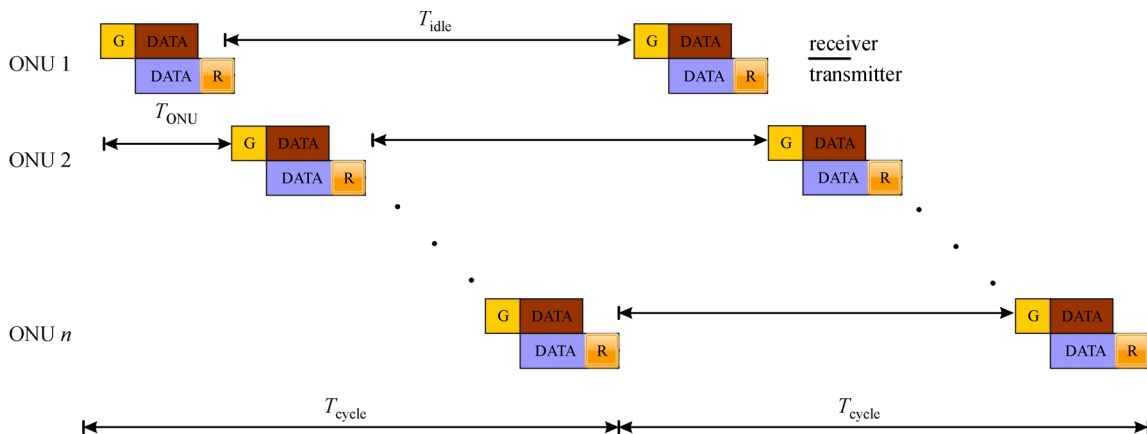 T_idle
ONU 1 G DATA G DATA receiver
DATA R DATA R transmitter
T_ONU
ONU 2 G DATA G DATA
DATA R DATA R
ONU n G DATA G DATA
DATA R DATA R
T_cycle T_cycle